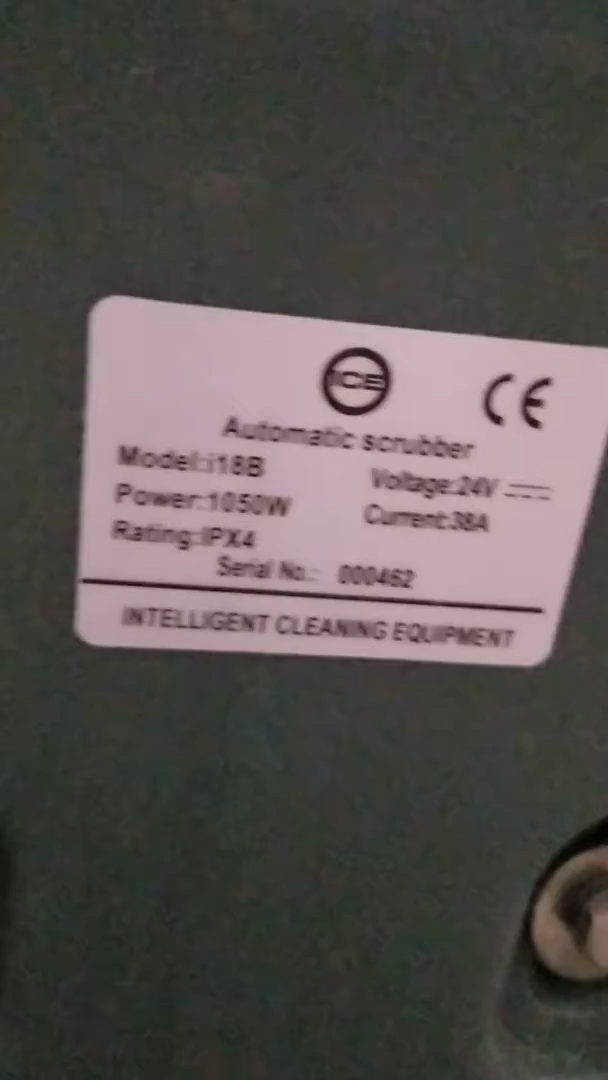 ICE
CE
Automatic scrubber
Model:i18B
Voltage:24V
Power:1050W
Current:38A
Rating:IPX4
Serial No.: 000462
INTELLIGENT CLEANING EQUIPMENT